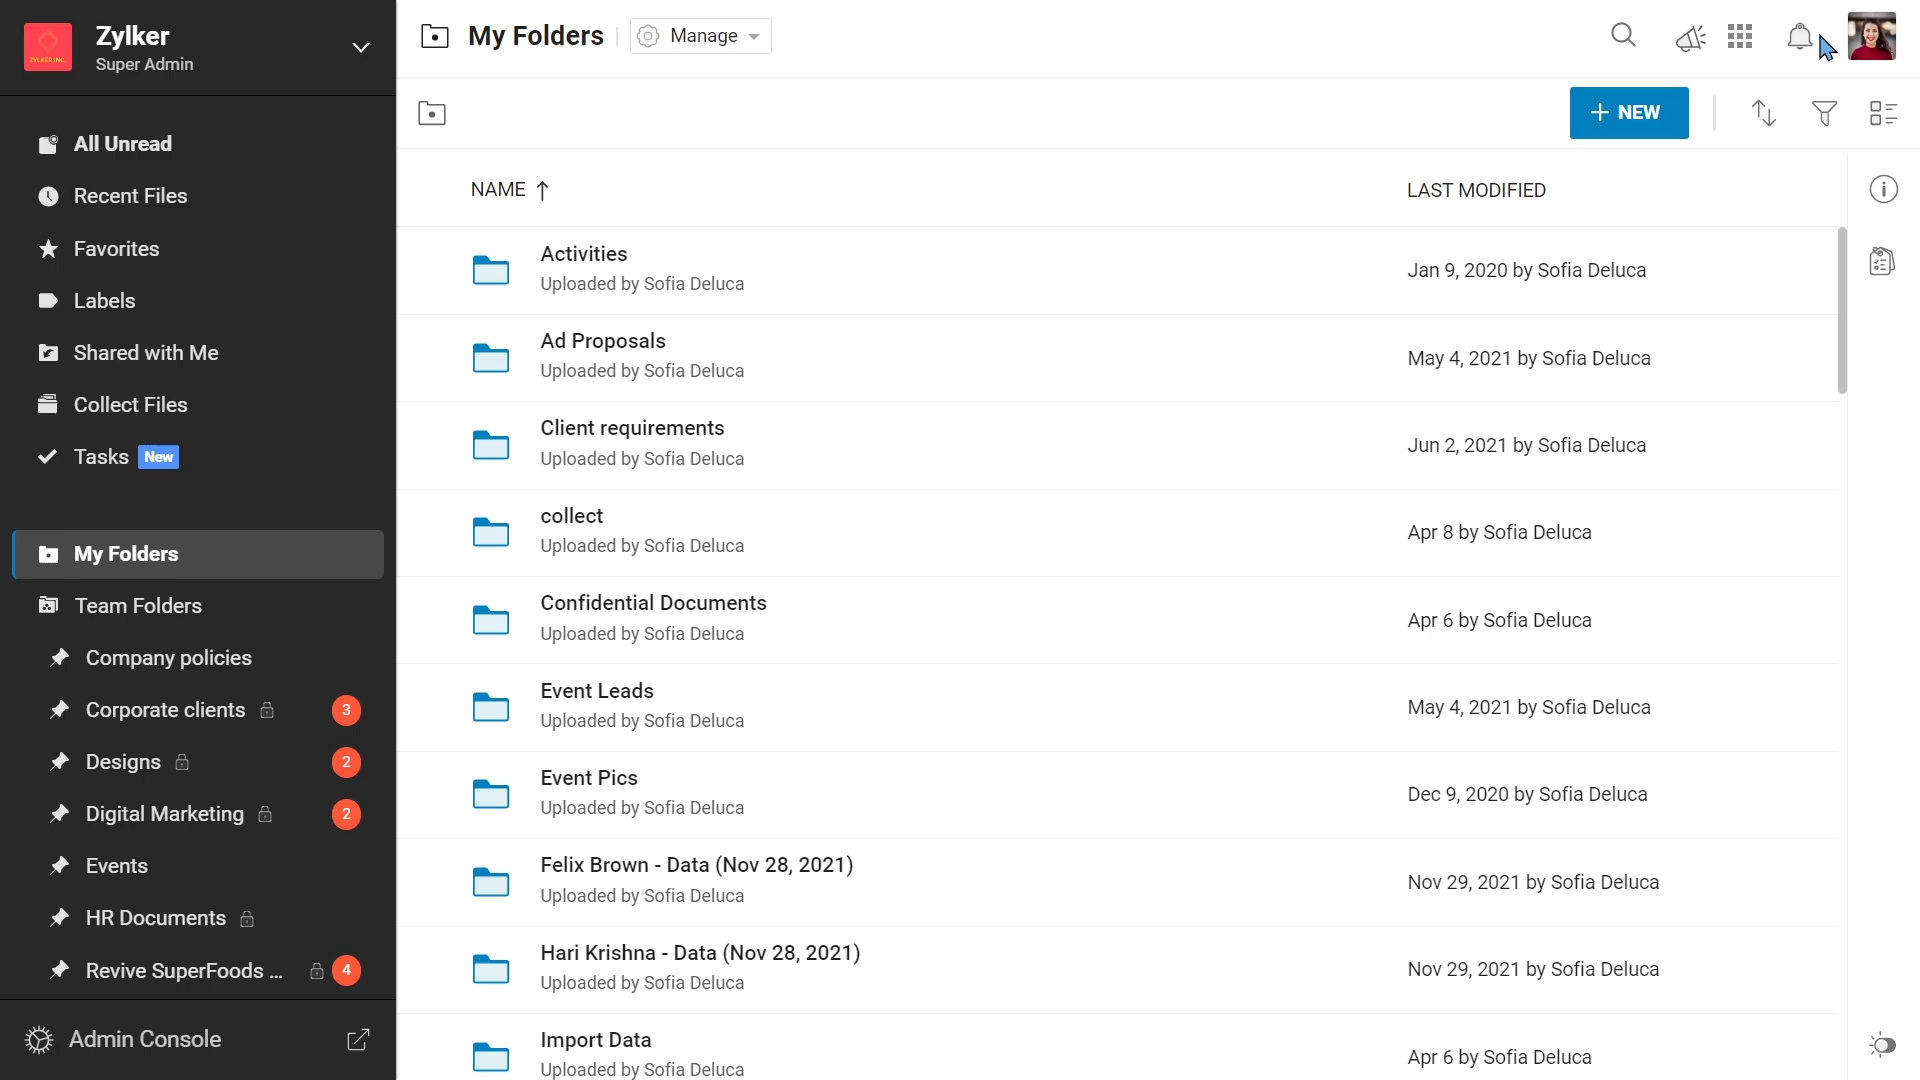 Zylker
Super Admin
ZYLKER INC.
All Unread
Recent Files
Favorites
Labels
Shared with Me
Collect Files
Tasks New
My Folders
Team Folders
Company policies
Corporate clients 3
Designs 2
Digital Marketing 2
Events
HR Documents
Revive SuperFoods ... 4
Admin Console
My Folders Manage
+ NEW
NAME LAST MODIFIED
Activities
Uploaded by Sofia Deluca
Jan 9, 2020 by Sofia Deluca
Ad Proposals
Uploaded by Sofia Deluca
May 4, 2021 by Sofia Deluca
Client requirements
Uploaded by Sofia Deluca
Jun 2, 2021 by Sofia Deluca
collect
Uploaded by Sofia Deluca
Apr 8 by Sofia Deluca
Confidential Documents
Uploaded by Sofia Deluca
Apr 6 by Sofia Deluca
Event Leads
Uploaded by Sofia Deluca
May 4, 2021 by Sofia Deluca
Event Pics
Uploaded by Sofia Deluca
Dec 9, 2020 by Sofia Deluca
Felix Brown - Data (Nov 28, 2021)
Uploaded by Sofia Deluca
Nov 29, 2021 by Sofia Deluca
Hari Krishna - Data (Nov 28, 2021)
Uploaded by Sofia Deluca
Nov 29, 2021 by Sofia Deluca
Import Data
Uploaded by Sofia Deluca
Apr 6 by Sofia Deluca